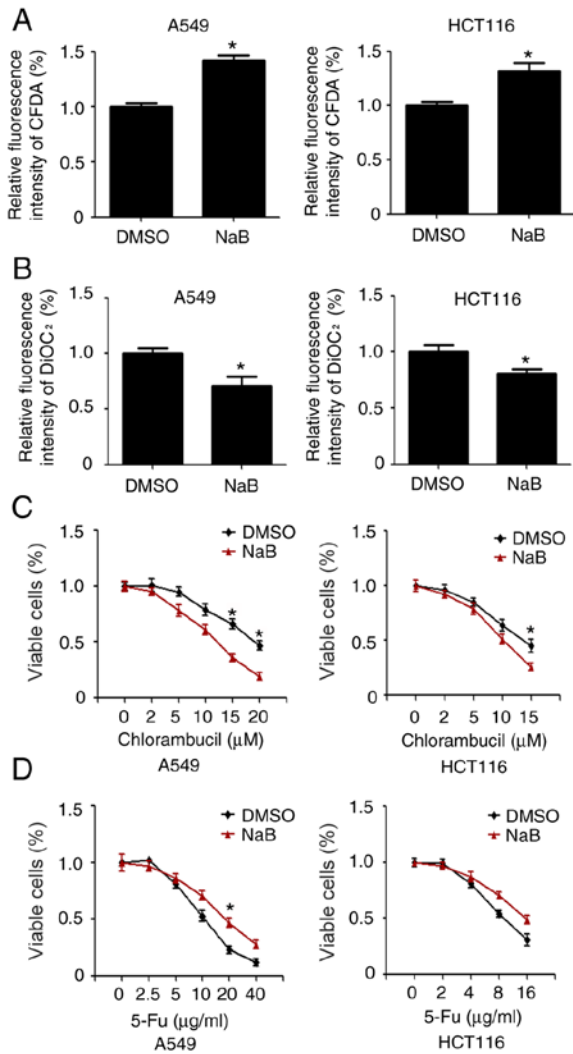 A
A549
HCT116
Relative fluorescence
intensity of CFDA (%)
1.5
1.0
0.5
0
*
DMSO
NaB
Relative fluorescence
intensity of CFDA (%)
1.5
1.0
0.5
0
*
DMSO
NaB
B
A549
HCT116
Relative fluorescence
intensity of DiOC₂ (%)
1.5
1.0
0.5
0
*
DMSO
NaB
Relative fluorescence
intensity of DiOC₂ (%)
1.5
1.0
0.5
0
*
DMSO
NaB
C
Viable cells (%)
1.5
1.0
0.5
0
DMSO
NaB
* *
0 2 5 10 15 20
Chlorambucil (μM)
A549
Viable cells (%)
1.5
1.0
0.5
0
DMSO
NaB
*
0 2 5 10 15
Chlorambucil (μM)
HCT116
D
Viable cells (%)
1.5
1.0
0.5
0
DMSO
NaB
*
0 2.5 5 10 20 40
5-Fu (μg/ml)
A549
Viable cells (%)
1.5
1.0
0.5
0
DMSO
NaB
0 2 4 8 16
5-Fu (μg/ml)
HCT116